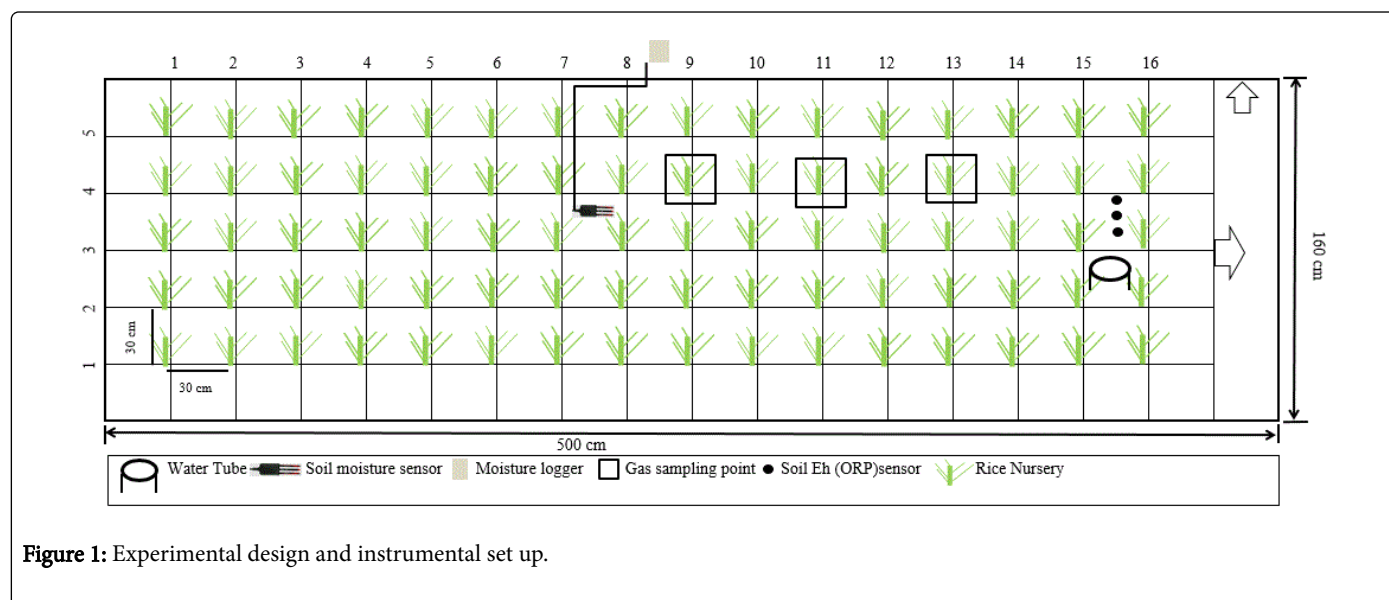 1 2 3 4 5 6 7 8 9 10 11 12 13 14 15 16
5
4
3
2
1
30 cm
30 cm
160 cm
500 cm
Water Tube Soil moisture sensor Moisture logger Gas sampling point Soil Eh (ORP)sensor Rice Nursery
Figure 1: Experimental design and instrumental set up.